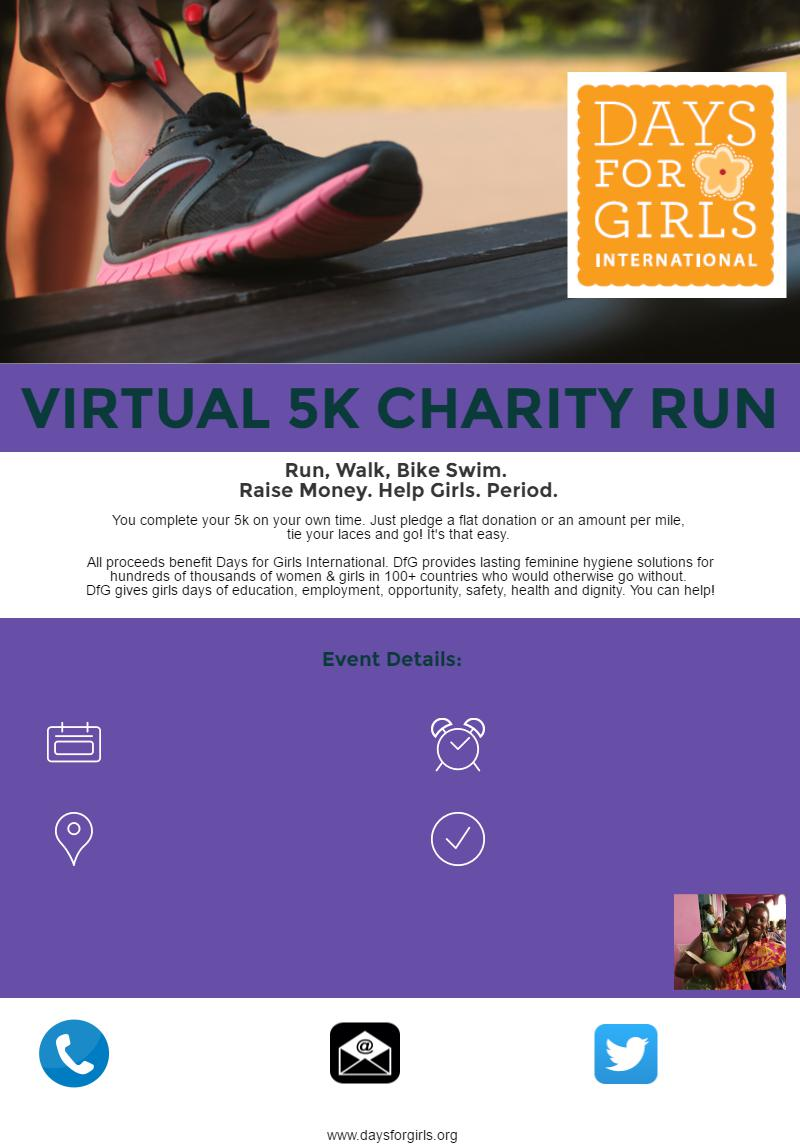 DAYS
FOR
GIRLS
INTERNATIONAL
VIRTUAL 5K CHARITY RUN
Run, Walk, Bike Swim.
Raise Money. Help Girls. Period.
You complete your 5k on your own time. Just pledge a flat donation or an amount per mile,
tie your laces and go! It's that easy.
All proceeds benefit Days for Girls International. DfG provides lasting feminine hygiene solutions for
hundreds of thousands of women & girls in 100+ countries who would otherwise go without.
DfG gives girls days of education, employment, opportunity, safety, health and dignity. You can help!
Event Details:
@
www.daysforgirls.org